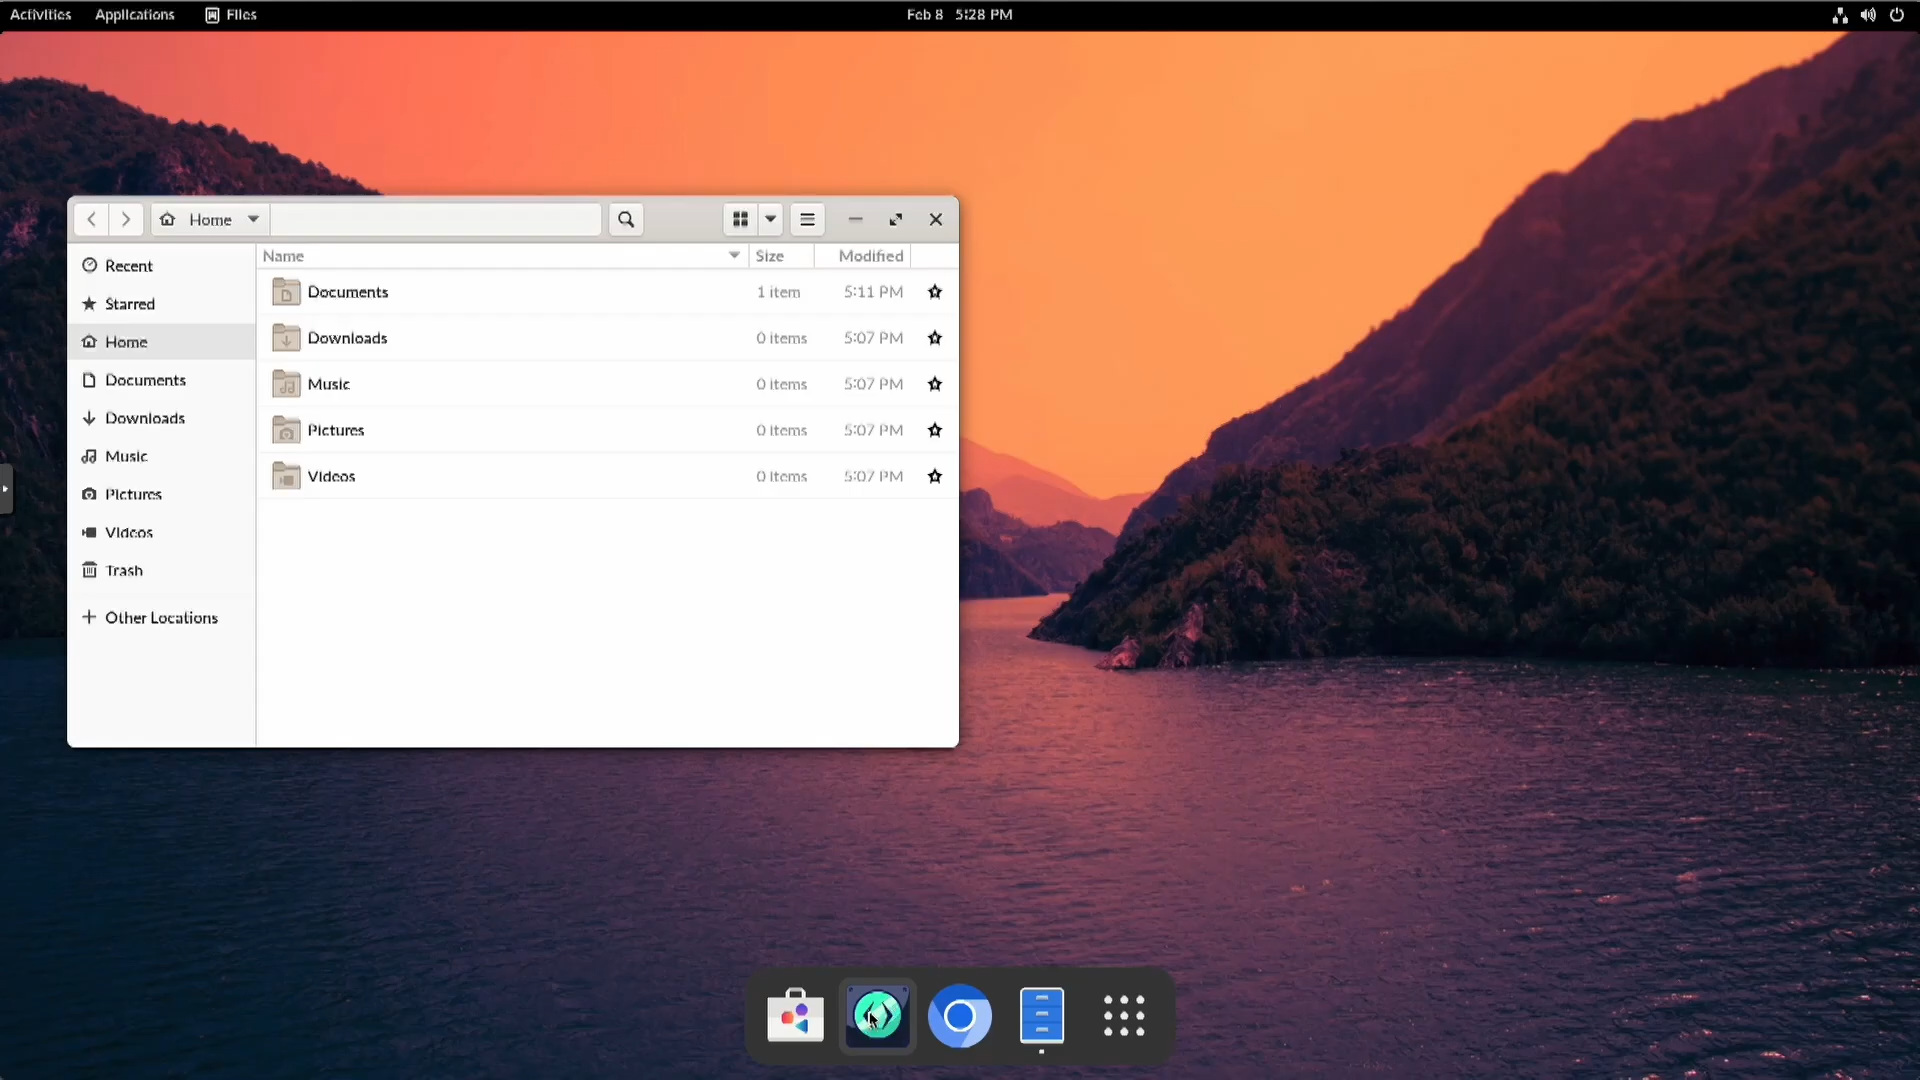 Activities Applications Files Feb 8 5:28 PM
Home
Name Size Modified
Recent
Starred
Home
Documents
Downloads
Music
Pictures
Videos
Trash
Other Locations
Documents 1 item 5:11 PM
Downloads 0 items 5:07 PM
Music 0 items 5:07 PM
Pictures 0 items 5:07 PM
Videos 0 items 5:07 PM